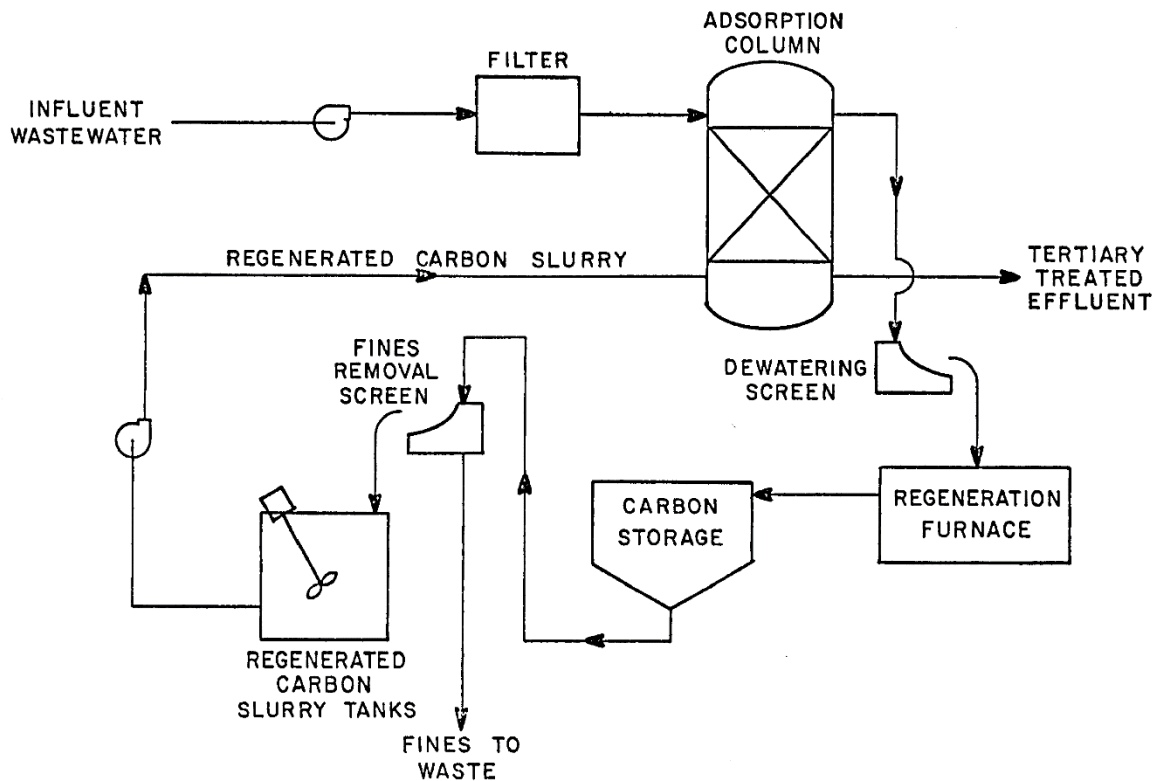 ADSORPTION
COLUMN
FILTER
INFLUENT
WASTEWATER
REGENERATED CARBON SLURRY
TERTIARY
TREATED
EFFLUENT
FINES
REMOVAL
SCREEN
DEWATERING
SCREEN
CARBON
STORAGE
REGENERATION
FURNACE
REGENERATED
CARBON
SLURRY TANKS
FINES TO
WASTE